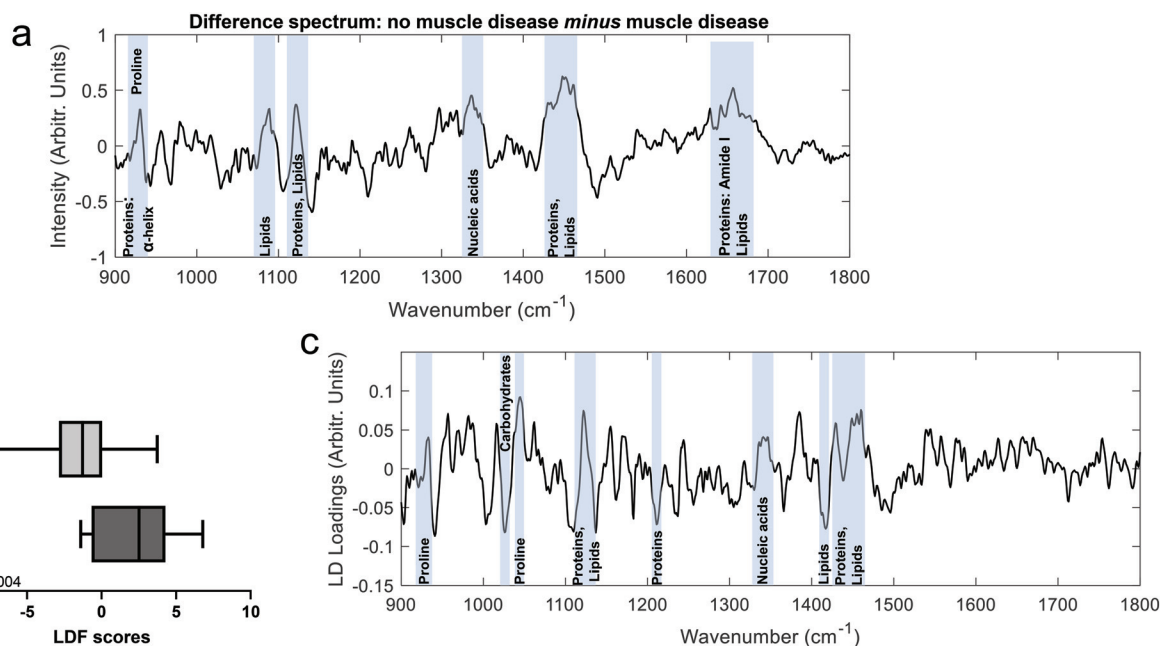 a
Difference spectrum: no muscle disease minus muscle disease
Intensity (Arbitr. Units)
1
0.5
0
-0.5
-1
Proline
Proteins:
α-helix
Lipids
Proteins, Lipids
Nucleic acids
Proteins,
Lipids
Proteins: Amide I
Lipids
900 1000 1100 1200 1300 1400 1500 1600 1700 1800
Wavenumber (cm-1)
004
-5 0 5 10
LDF scores
c
LD Loadings (Arbitr. Units)
0.1
0.05
0
-0.05
-0.1
-0.15
Proline
Carbohydrates
Proline
Proteins,
Lipids
Proteins
Nucleic acids
Lipids
Proteins,
Lipids
900 1000 1100 1200 1300 1400 1500 1600 1700 1800
Wavenumber (cm-1)